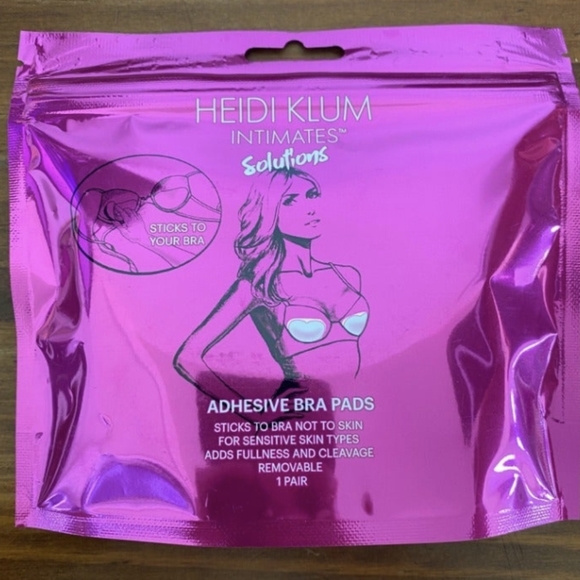 HEIDI KLUM
INTIMATES™
Solutions
STICKS TO
YOUR BRA
ADHESIVE BRA PADS
STICKS TO BRA NOT TO SKIN
FOR SENSITIVE SKIN TYPES
ADDS FULLNESS AND CLEAVAGE
REMOVABLE
1 PAIR